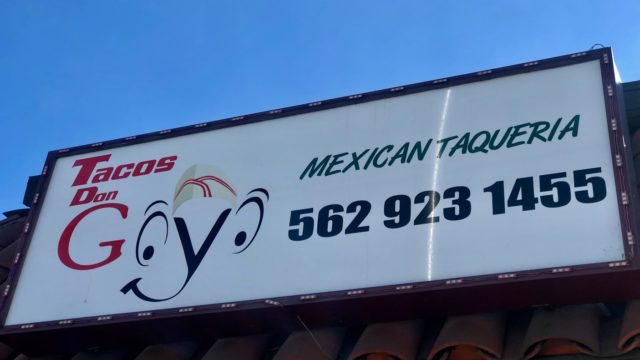 Tacos
Don
Goyo
MEXICAN TAQUERIA
562 923 1455